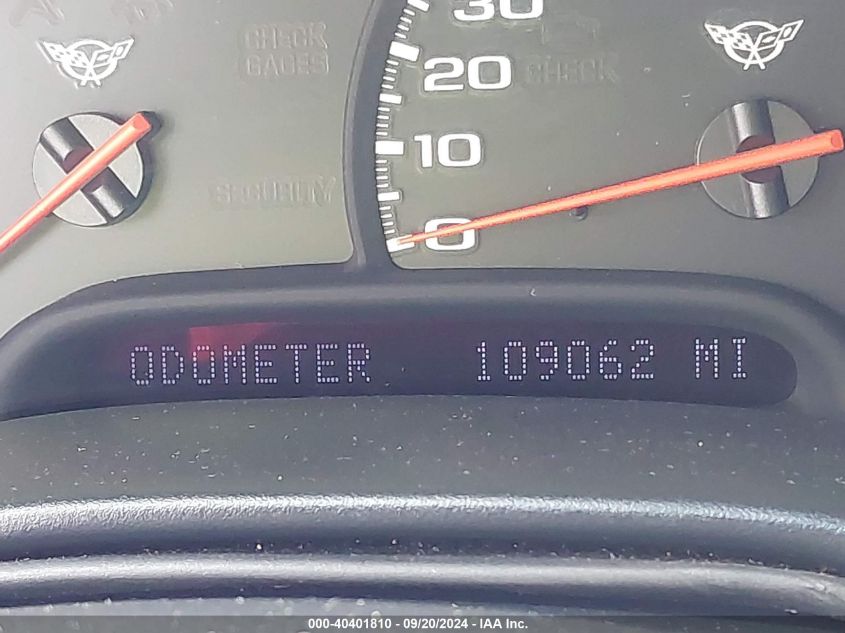 30
CHECK
GAGES
20
CHECK
10
SECURITY
0
ODOMETER 109062 MI
000-40401810 - 09/20/2024 - IAA Inc.